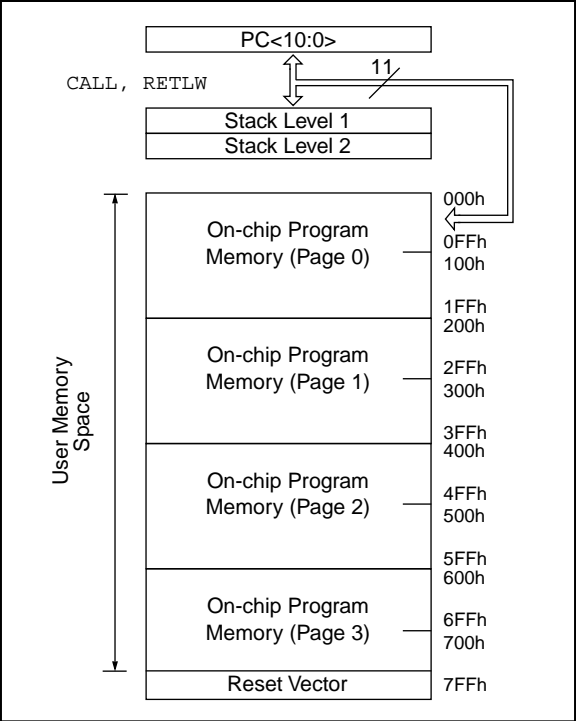 PC<10:0>
11
CALL, RETLW
Stack Level 1
Stack Level 2
000h
On-chip Program
Memory (Page 0)
0FFh
100h
1FFh
200h
On-chip Program
Memory (Page 1)
2FFh
300h
3FFh
400h
User Memory
Space
On-chip Program
Memory (Page 2)
4FFh
500h
5FFh
600h
On-chip Program
Memory (Page 3)
6FFh
700h
Reset Vector
7FFh